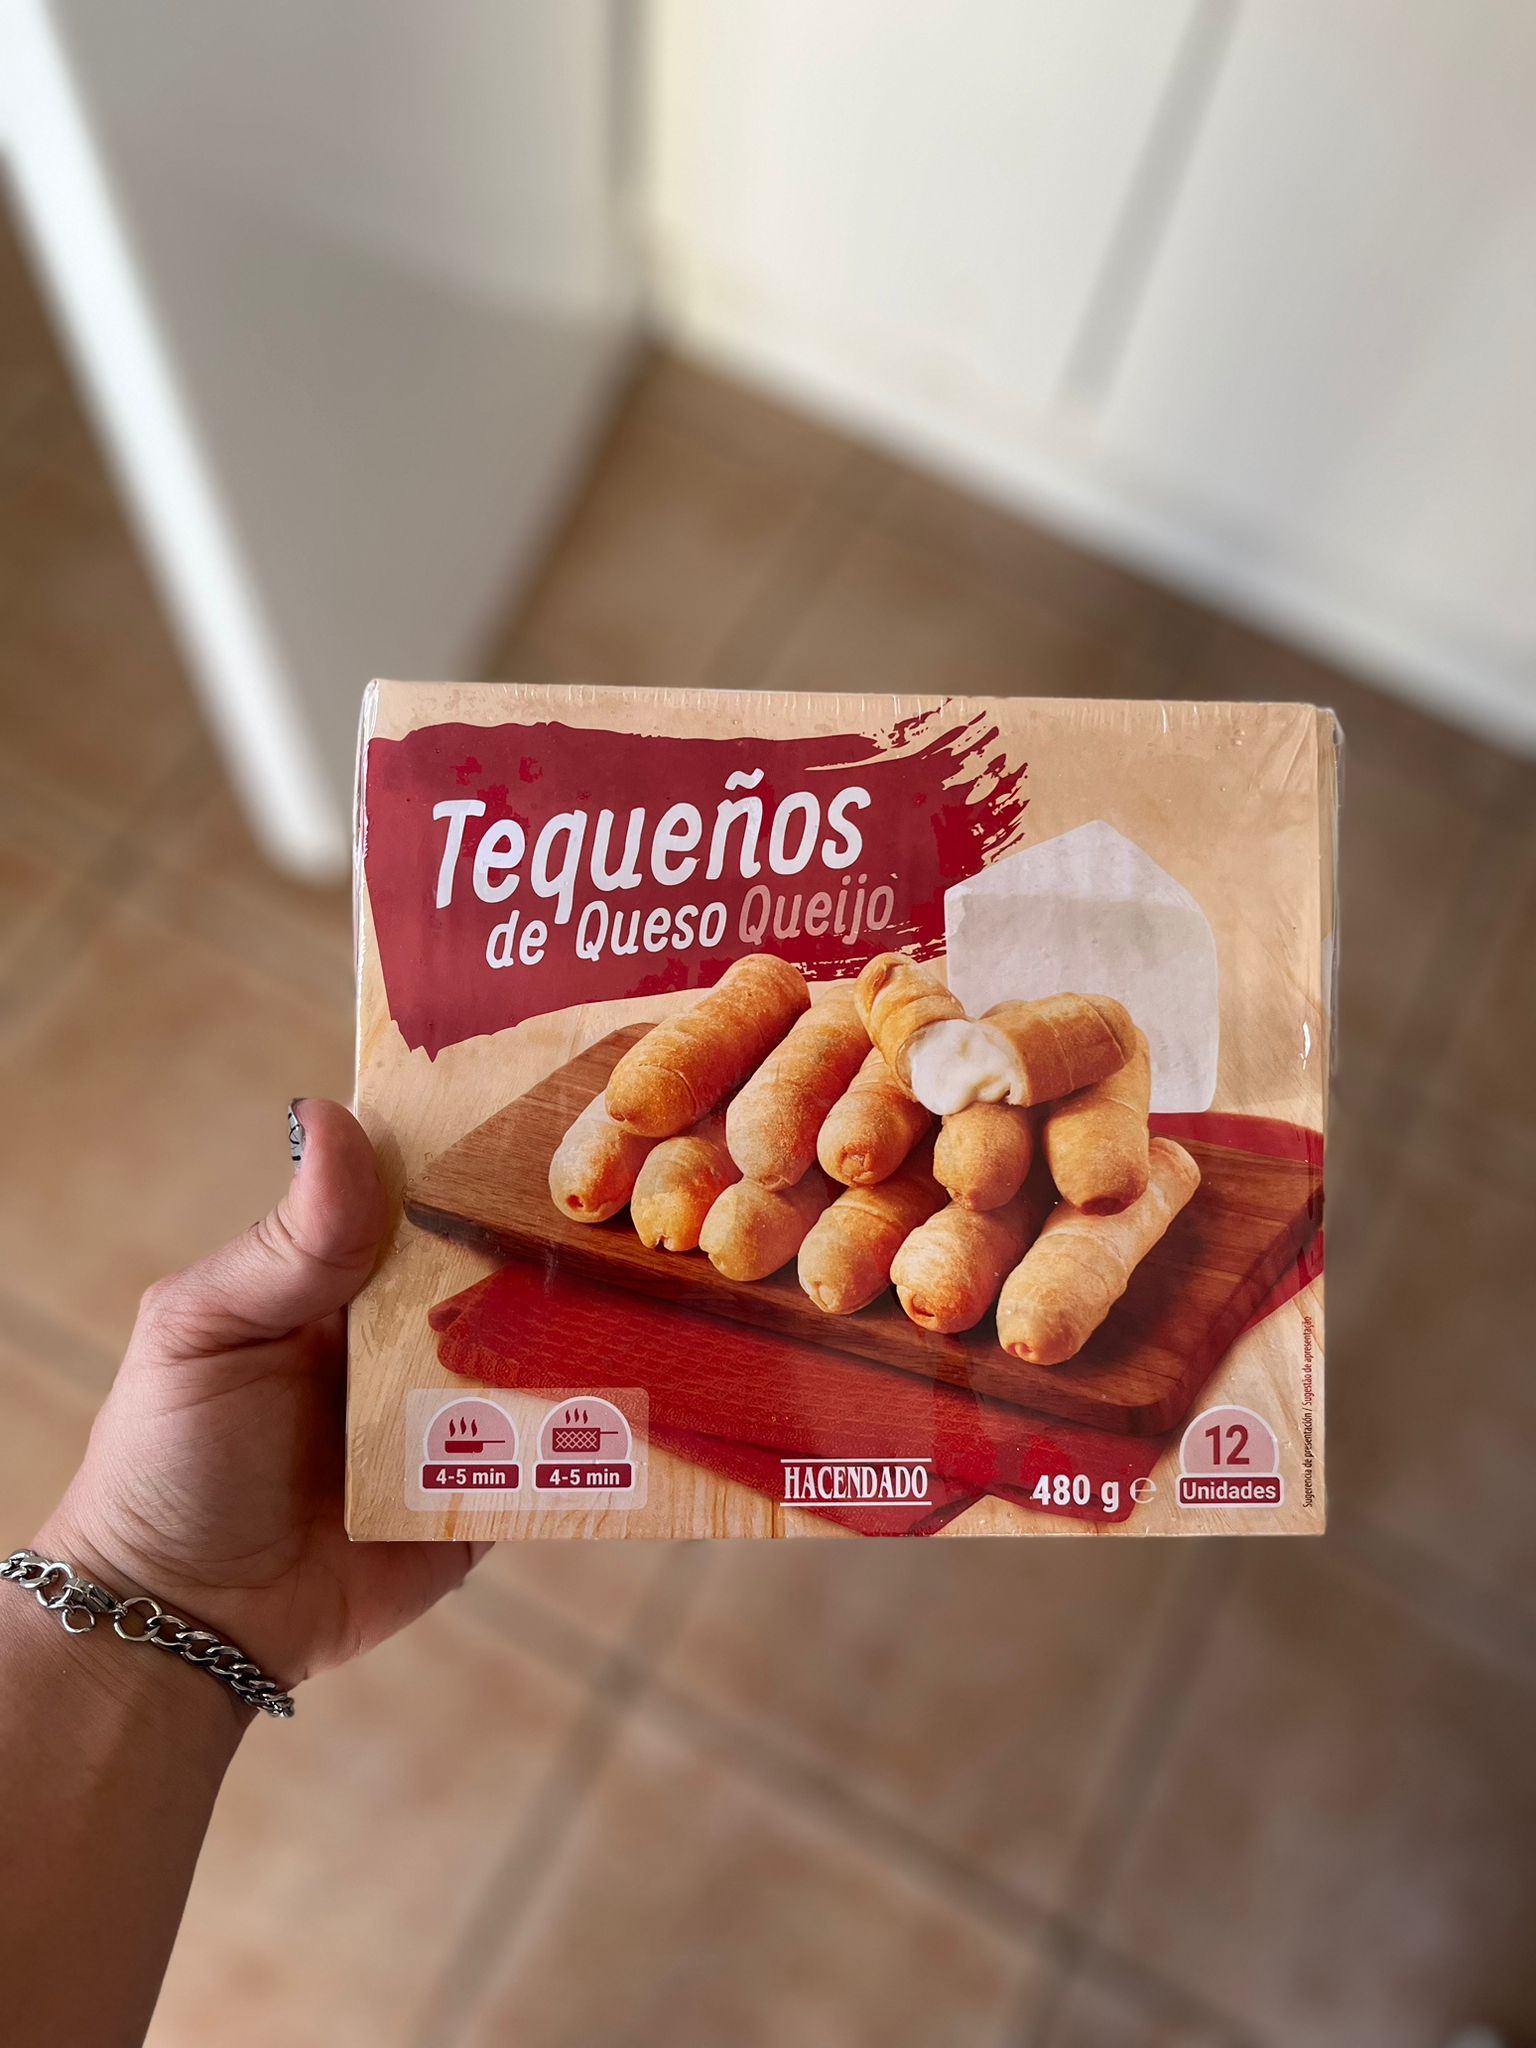 Tequeños
de Queso Queijo
4-5 min
4-5 min
HACENDADO
480 g ℮
12
Unidades
Sugerencia de presentación / Sugestão de apresentação